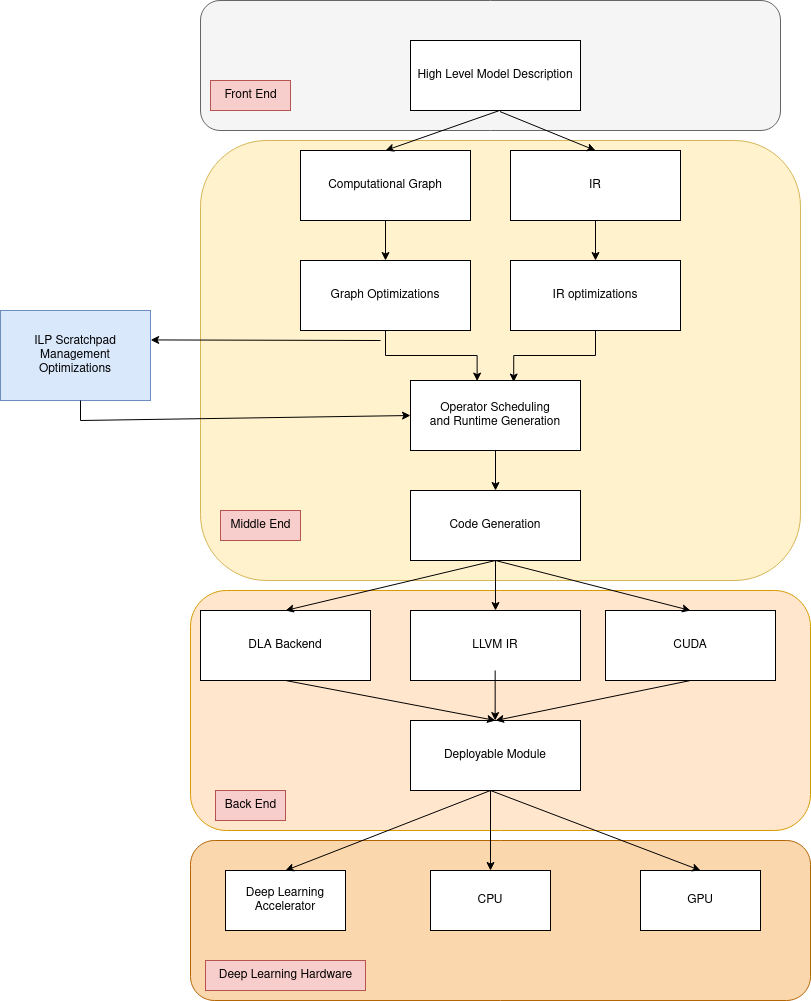 High Level Model Description
Front End
Computational Graph
IR
Graph Optimizations
IR optimizations
ILP Scratchpad
Management
Optimizations
Operator Scheduling
and Runtime Generation
Middle End
Code Generation
DLA Backend
LLVM IR
CUDA
Deployable Module
Back End
Deep Learning
Accelerator
CPU
GPU
Deep Learning Hardware